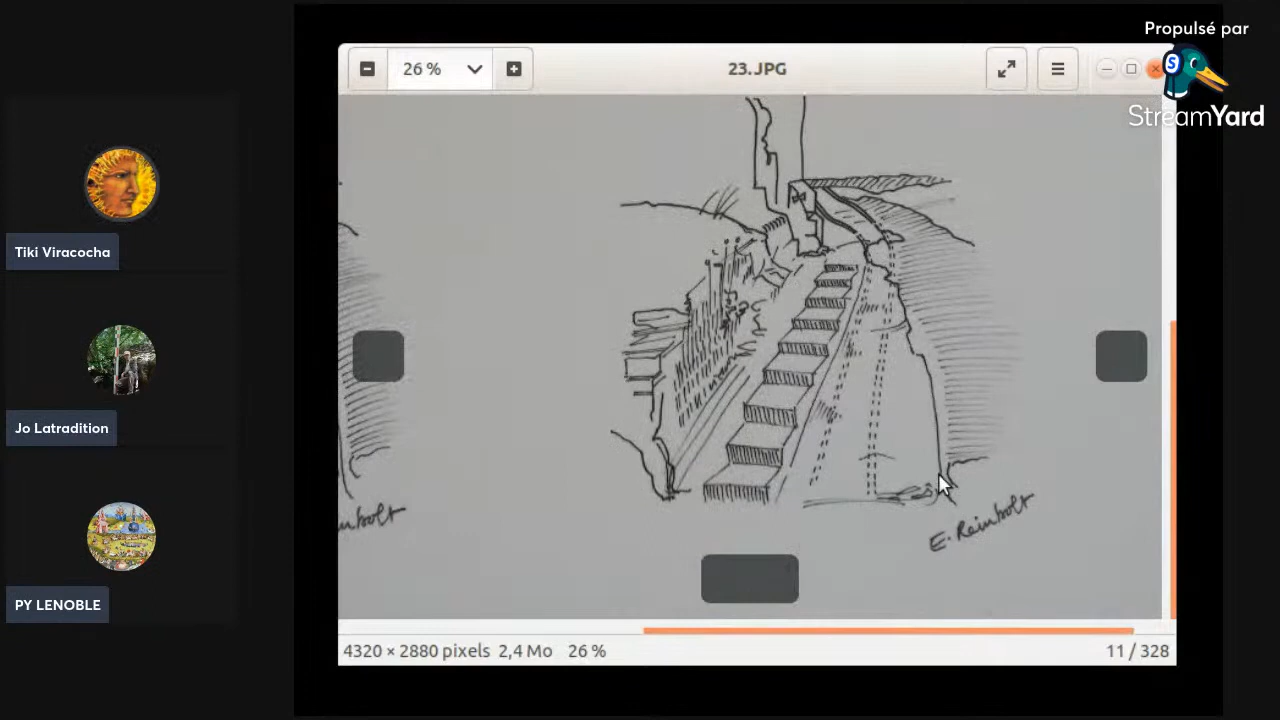 Propulsé par
StreamYard
26 %
23.JPG
Tiki Viracocha
Jo Latradition
PY LENOBLE
E. Reinbolt
4320 × 2880 pixels 2,4 Mo 26 %
11 / 328